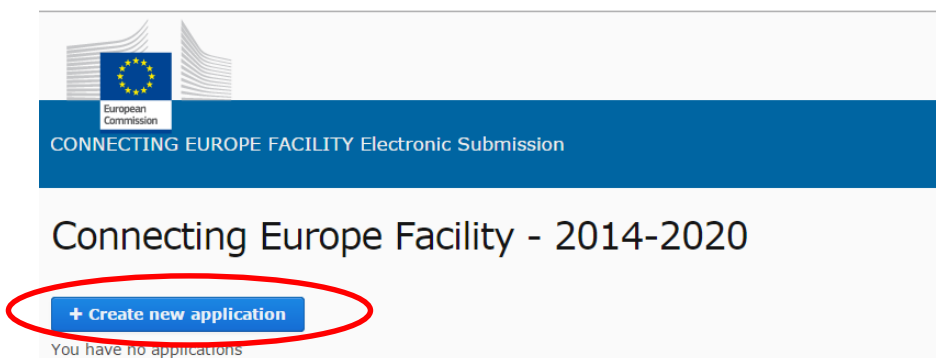 European
Commission
CONNECTING EUROPE FACILITY Electronic Submission
Connecting Europe Facility - 2014-2020
+ Create new application
You have no applications